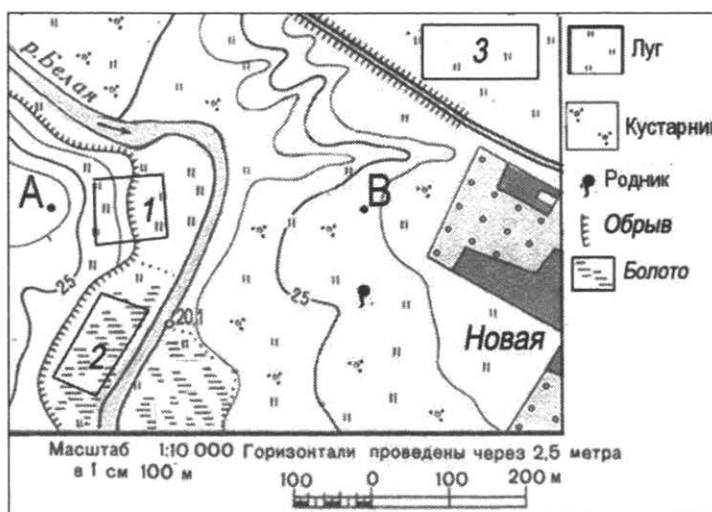 р. Белая
3
Луг
Кустарник
А
В
1
Родник
Обрыв
25
25
Болото
20,1
2
Новая
Масштаб 1:10 000 Горизонтали проведены через 2,5 метра
в 1 см 100 м
100 0 100 200 м